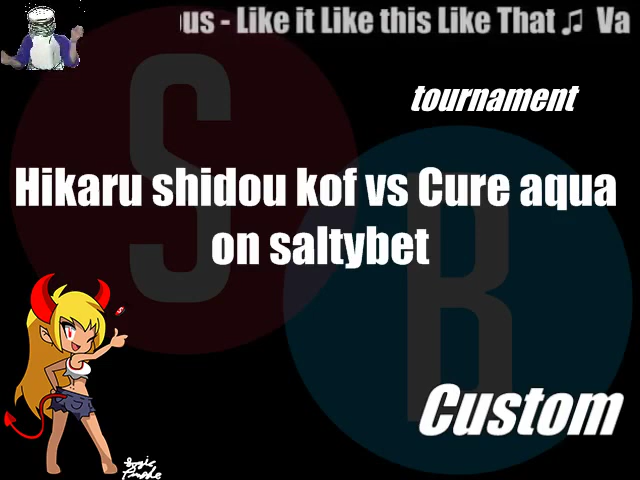 us - Like it Like this Like That ♫ Va
tournament
Hikaru shidou kof vs Cure aqua
on saltybet
S
B
Custom